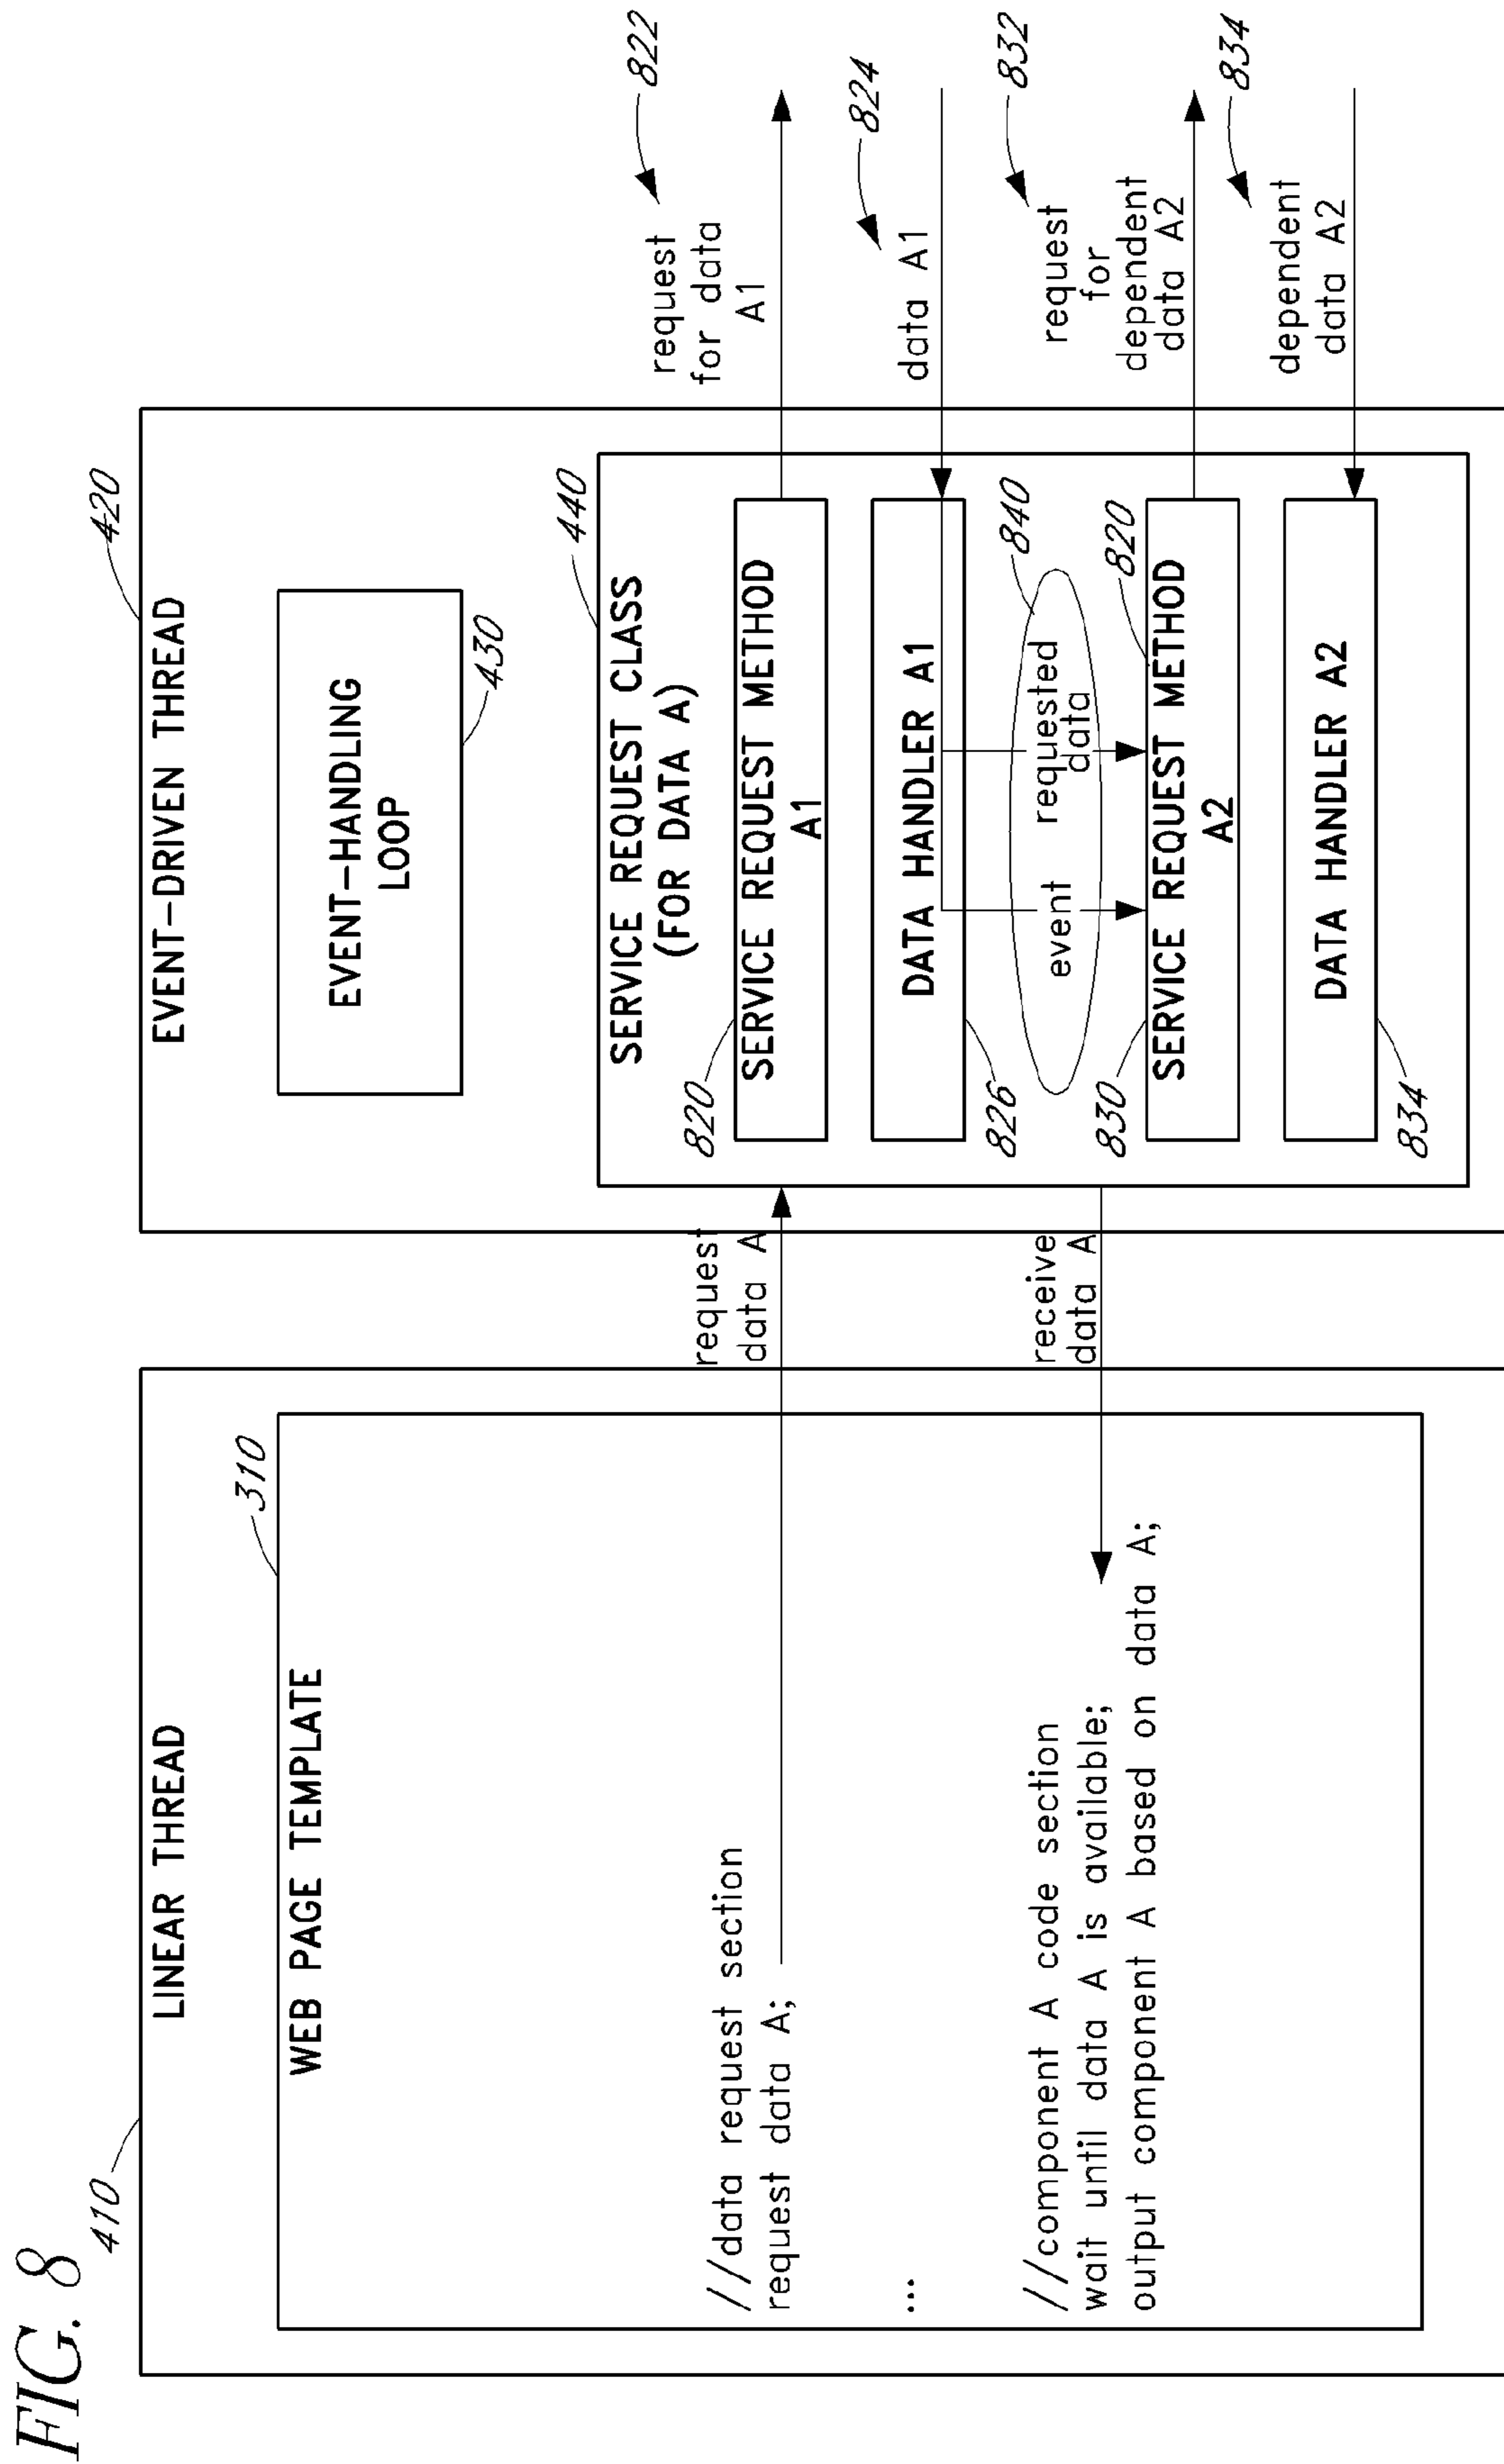 FIG. 8
410
LINEAR THREAD
310
WEB PAGE TEMPLATE
//data request section
request data A;
...
//component A code section
wait until data A is available;
output component A based on data A;
request
data A
receive
data A
420
EVENT-DRIVEN THREAD
EVENT-HANDLING
LOOP
430
440
SERVICE REQUEST CLASS
(FOR DATA A)
820
SERVICE REQUEST METHOD
A1
DATA HANDLER A1
826
840
event
requested
data
830
820
SERVICE REQUEST METHOD
A2
DATA HANDLER A2
834
822
request
for data
A1
824
data A1
832
request
for
dependent
data A2
834
dependent
data A2